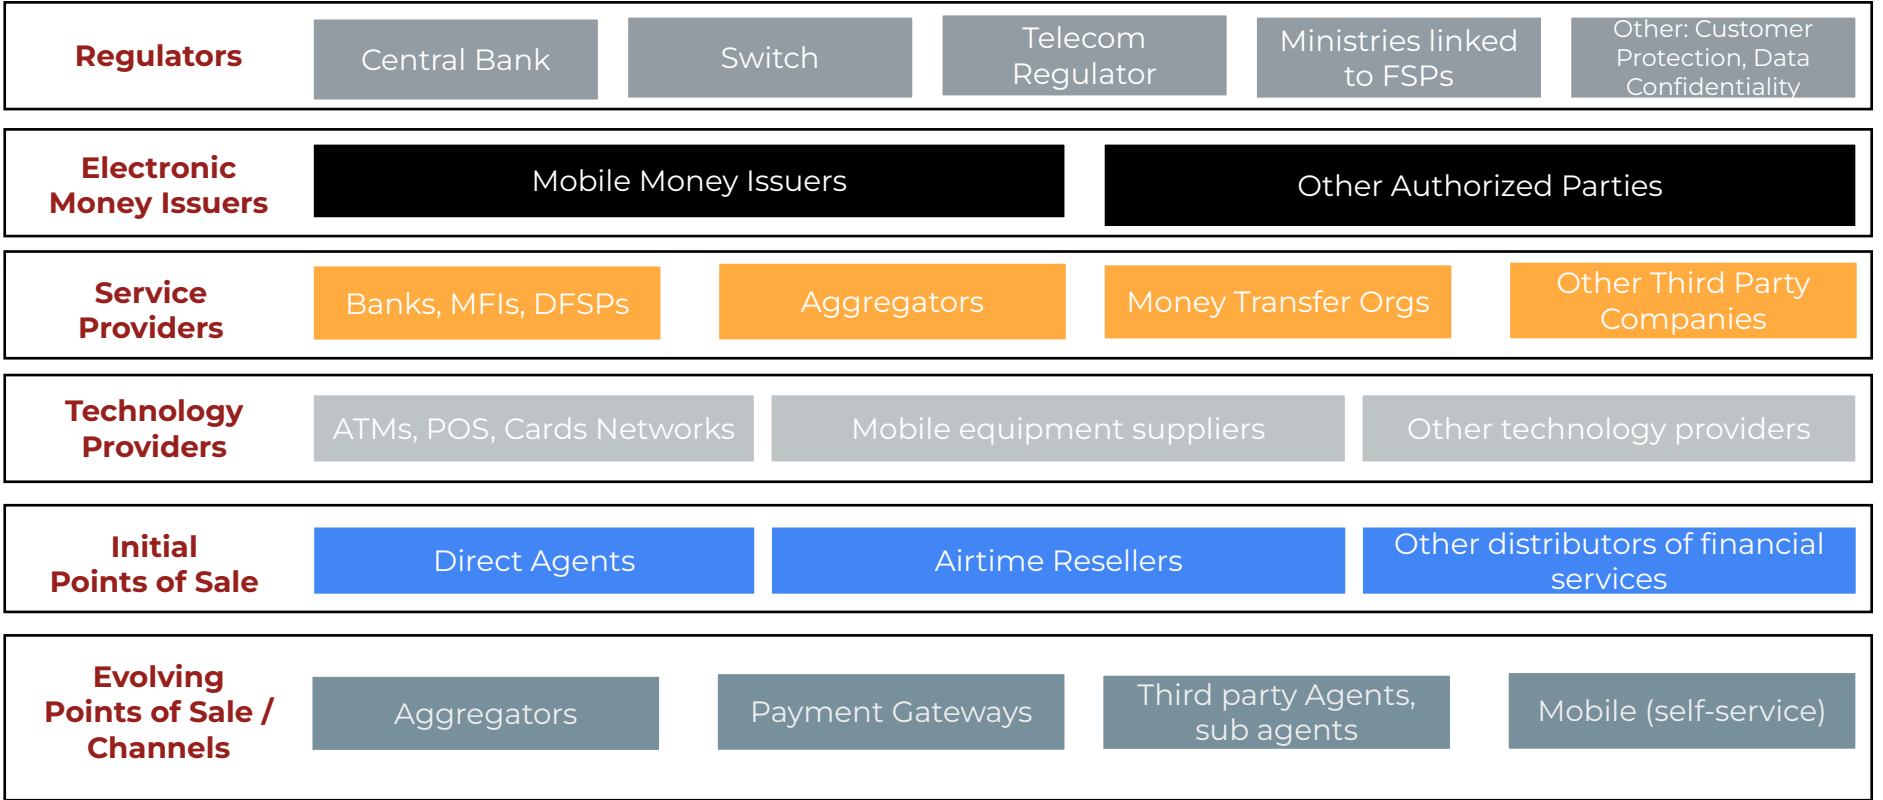 Regulators
Central Bank
Switch
Telecom
Regulator
Ministries linked
to FSPs
Other: Customer
Protection, Data
Confidentiality
Electronic
Money Issuers
Mobile Money Issuers
Other Authorized Parties
Service
Providers
Banks, MFIs, DFSPs
Aggregators
Money Transfer Orgs
Other Third Party
Companies
Technology
Providers
ATMs, POS, Cards Networks
Mobile equipment suppliers
Other technology providers
Initial
Points of Sale
Direct Agents
Airtime Resellers
Other distributors of financial
services
Evolving
Points of Sale /
Channels
Aggregators
Payment Gateways
Third party Agents,
sub agents
Mobile (self-service)